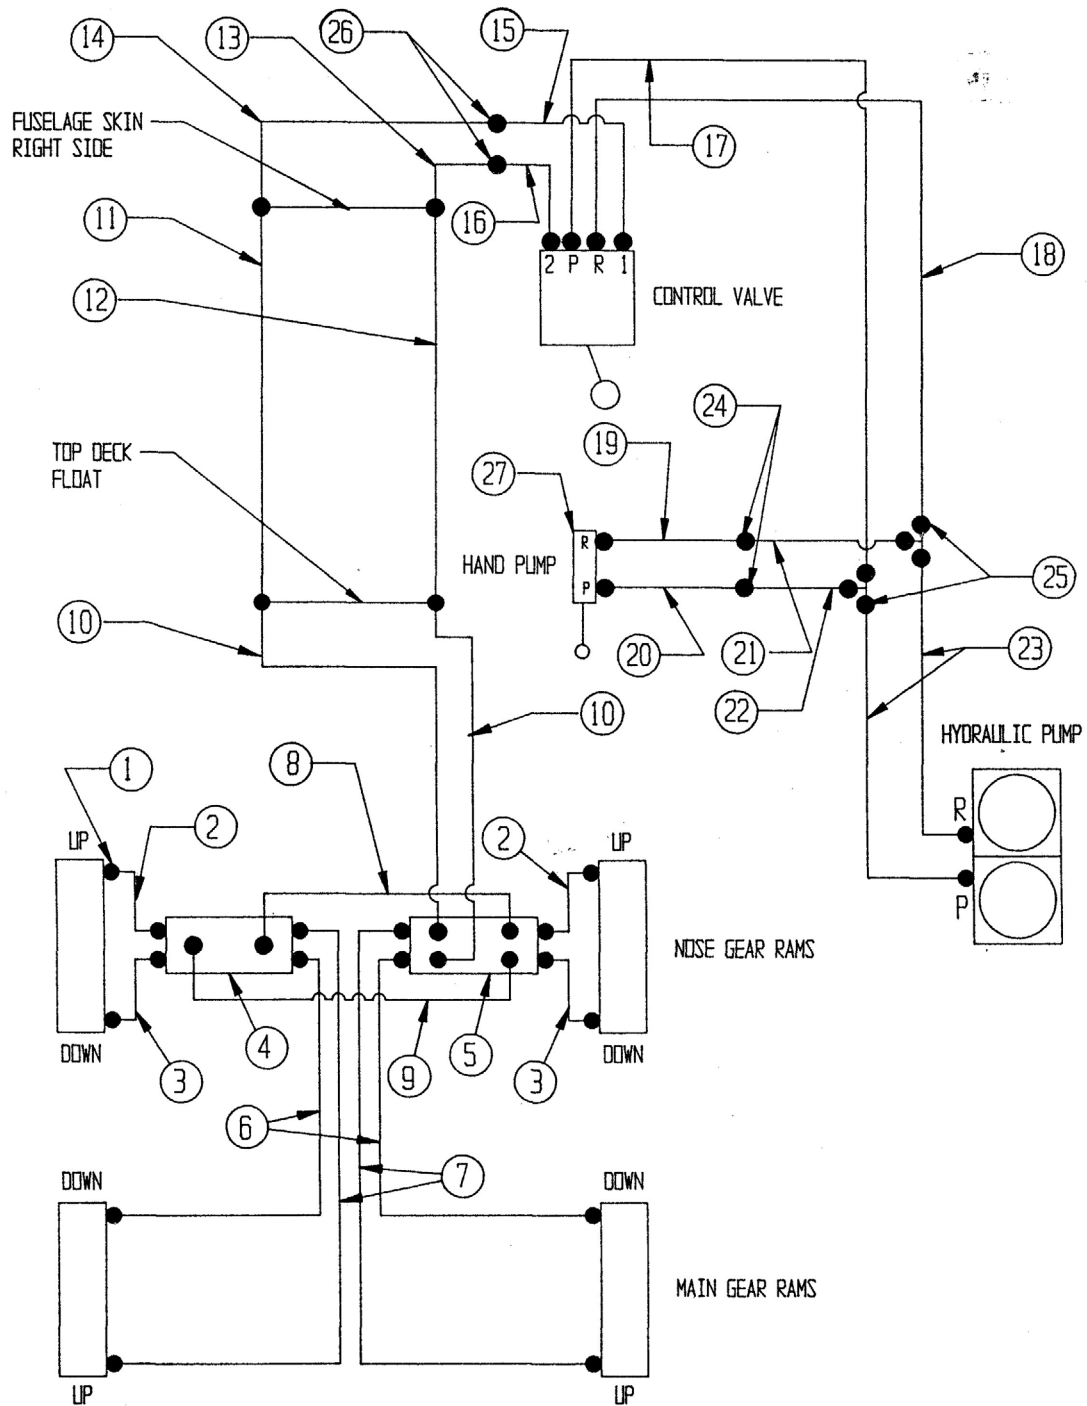 14
13
26
15
FUSELAGE SKIN
RIGHT SIDE
17
11
16
18
2 P R 1
CONTROL VALVE
12
24
TOP DECK
FLOAT
19
27
R
HAND PUMP
P
25
10
20
21
23
22
10
HYDRAULIC PUMP
1
8
2
2
R
UP
UP
P
NOSE GEAR RAMS
4
5
DOWN
DOWN
3
9
3
6
7
DOWN
DOWN
MAIN GEAR RAMS
UP
UP